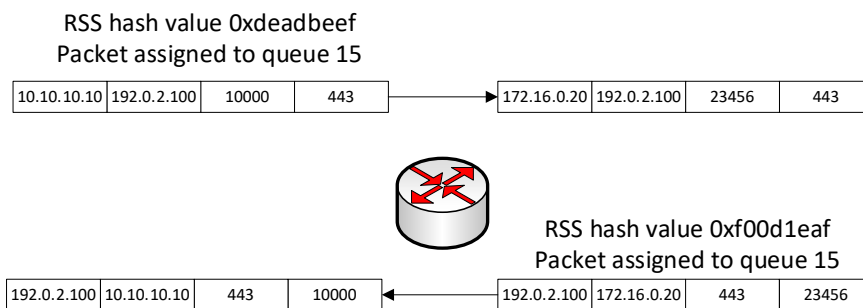 RSS hash value 0xdeadbeef
Packet assigned to queue 15
10.10.10.10 192.0.2.100 10000 443
172.16.0.20 192.0.2.100 23456 443
RSS hash value 0xf00d1eaf
Packet assigned to queue 15
192.0.2.100 10.10.10.10 443 10000
192.0.2.100 172.16.0.20 443 23456